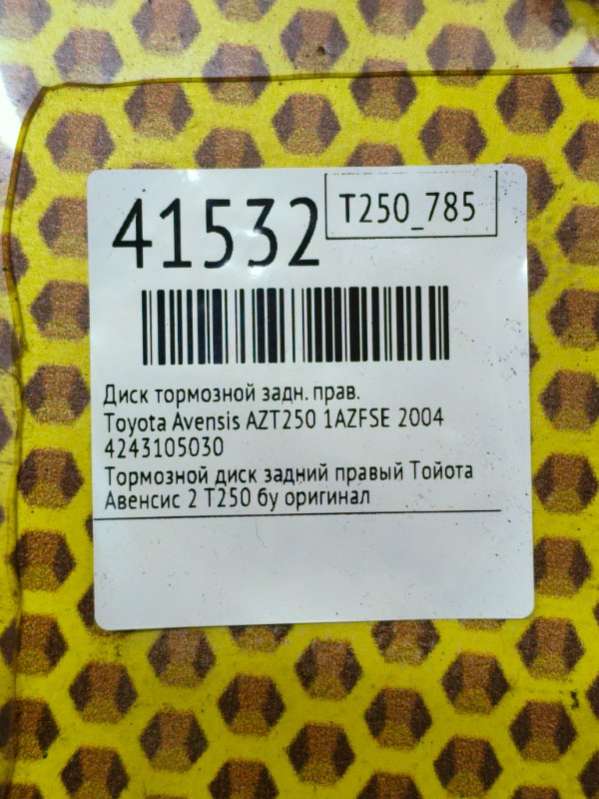 41532
T250_785
Диск тормозной задн. прав.
Toyota Avensis AZT250 1AZFSE 2004
4243105030
Тормозной диск задний правый Тойота
Авенсис 2 Т250 бу оригинал